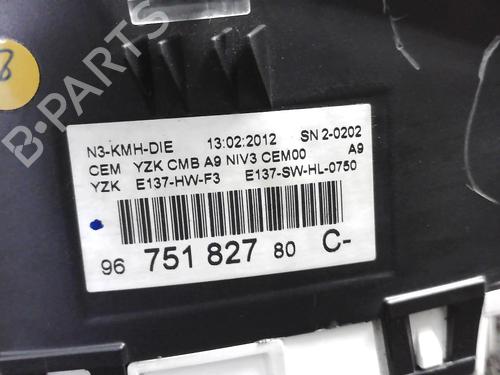 8
N3-KMH-DIE 13:02:2012 SN 2-0202
CEM YZK CMB A9 NIV3 CEM00 A9
YZK E137-HW-F3 E137-SW-HL-0750
96 751 827 80 C-
B-PARTS